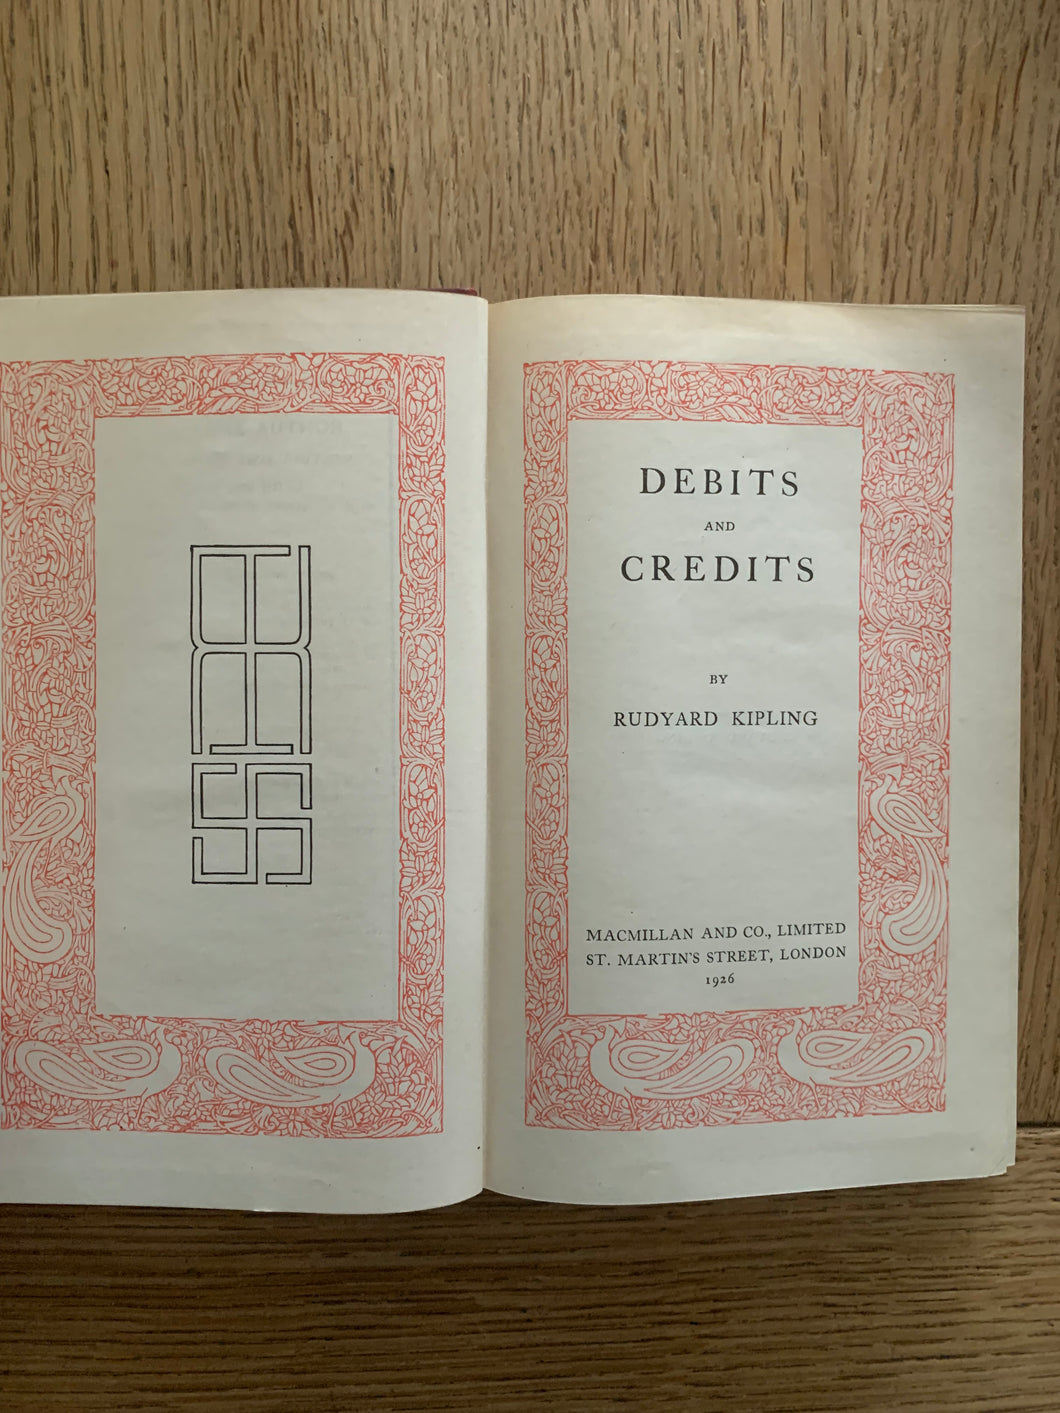 DEBITS
AND
CREDITS
BY
RUDYARD KIPLING
MACMILLAN AND CO., LIMITED
ST. MARTIN'S STREET, LONDON
1926